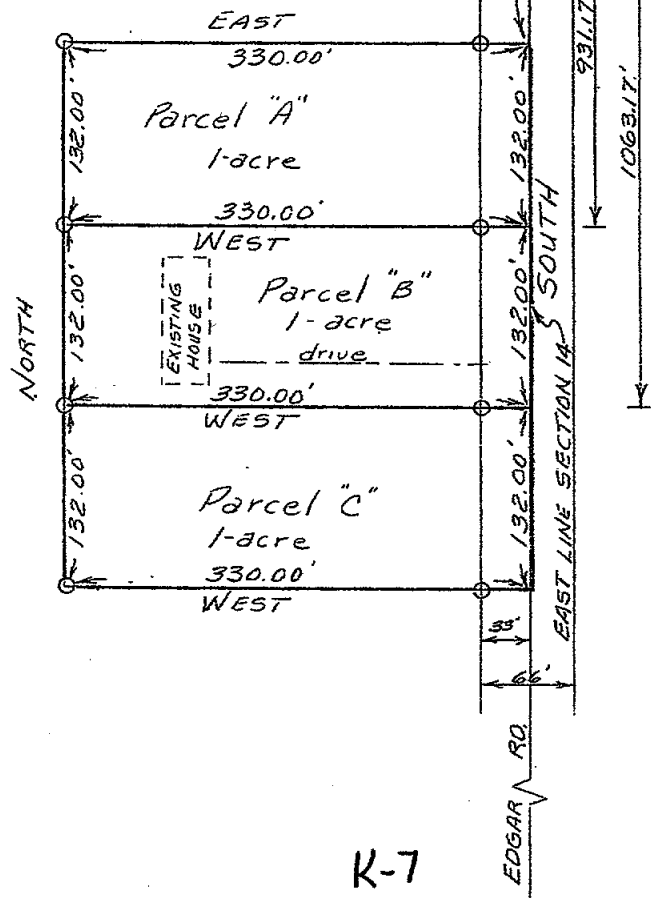 EAST
330.00'
132.00'
Parcel "A"
1-acre
132.00'
931.17'
1063.17'
330.00'
WEST
SOUTH
NORTH
132.00'
EXISTING
HOUSE
Parcel "B"
1-acre
drive
132.00'
330.00'
WEST
EAST LINE SECTION 14
132.00'
Parcel "C"
1-acre
132.00'
330.00'
WEST
33'
66'
EDGAR RD.
K-7